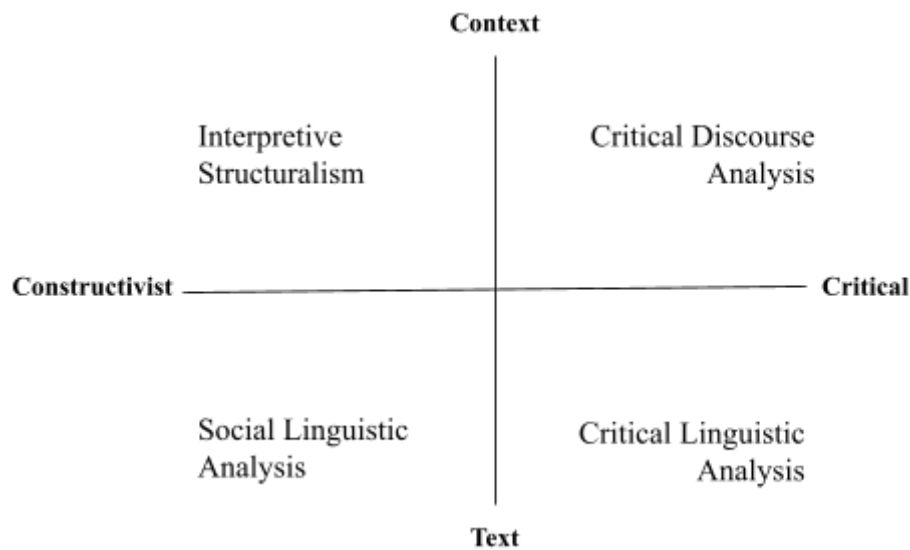 Context
Interpretive
Structuralism
Critical Discourse
Analysis
Constructivist
Critical
Social Linguistic
Analysis
Critical Linguistic
Analysis
Text